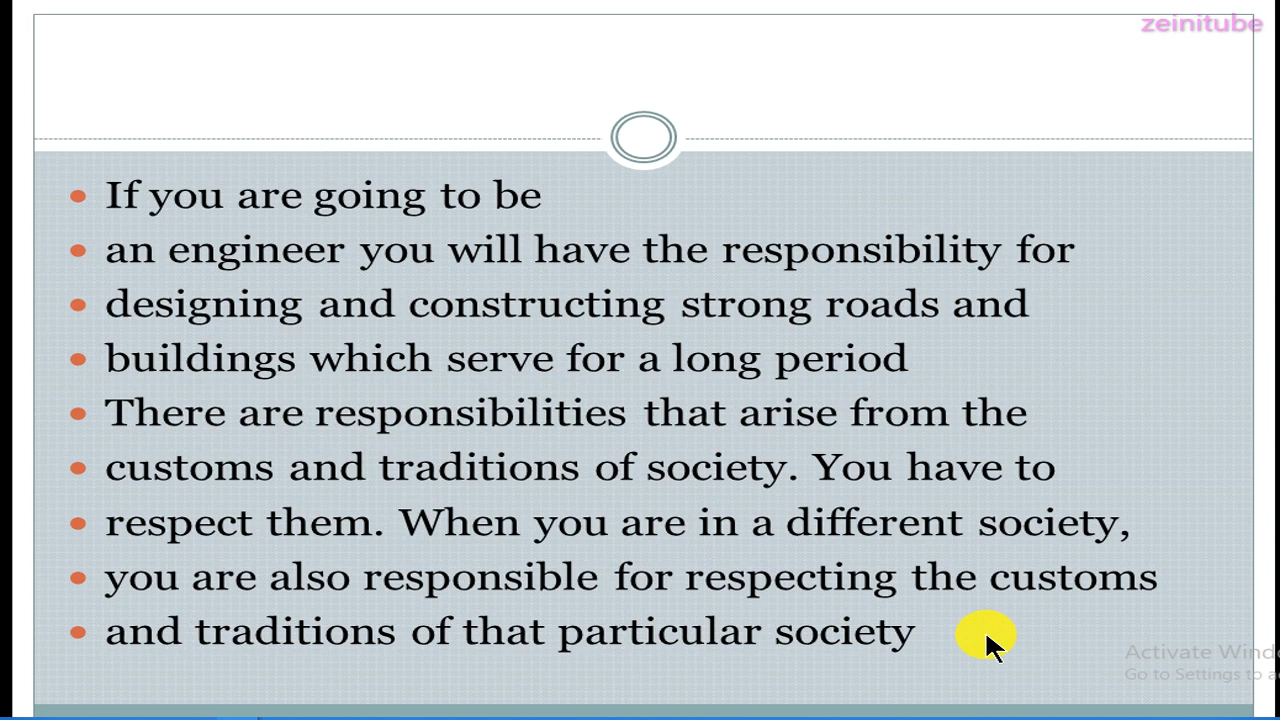 zeinitube
• If you are going to be
• an engineer you will have the responsibility for
• designing and constructing strong roads and
• buildings which serve for a long period
• There are responsibilities that arise from the
• customs and traditions of society. You have to
• respect them. When you are in a different society,
• you are also responsible for respecting the customs
• and traditions of that particular society
Activate Wind
Go to Settings to a